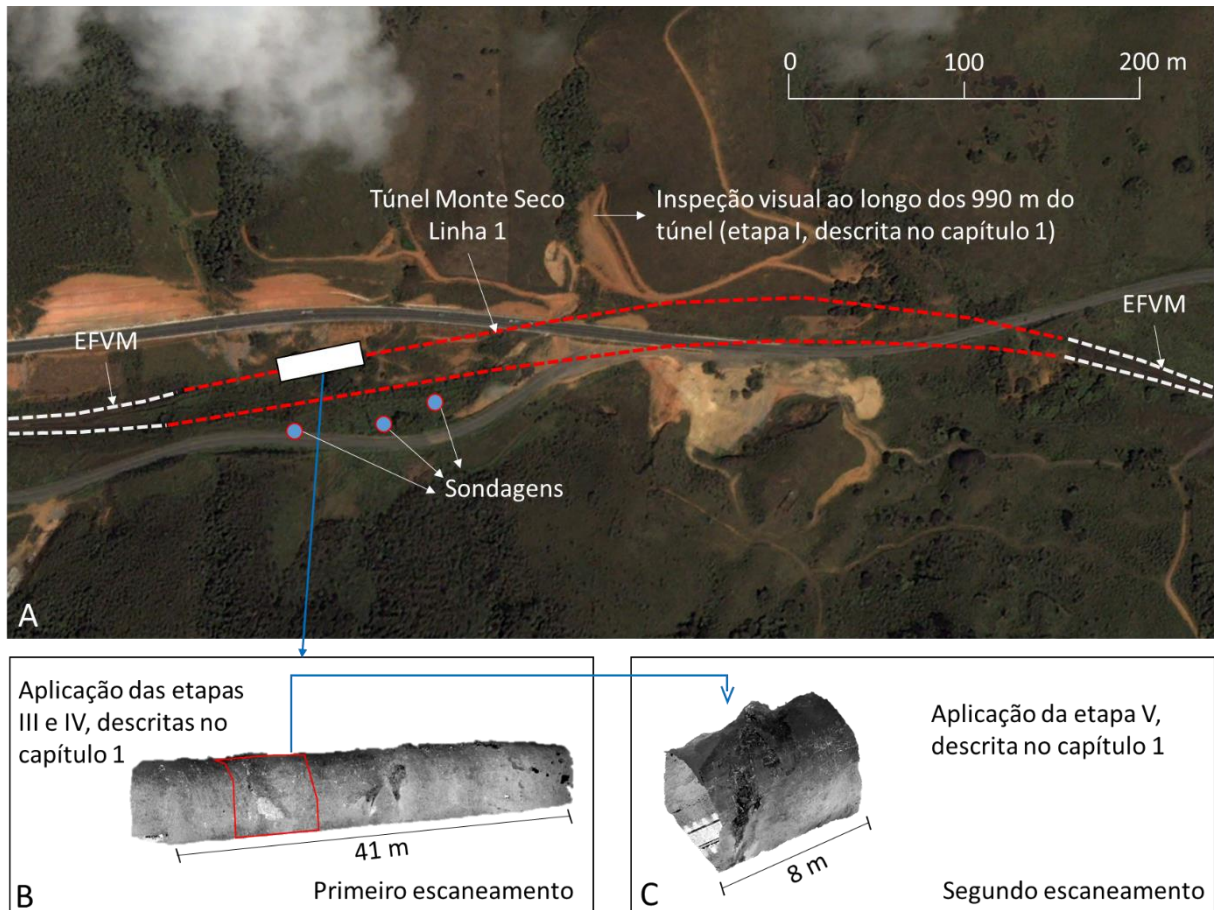 0 100 200 m
Túnel Monte Seco
Linha 1
Inspeção visual ao longo dos 990 m do
túnel (etapa I, descrita no capítulo 1)
EFVM
EFVM
Sondagens
A
Aplicação das etapas
III e IV, descritas no
capítulo 1
41 m
B
Primeiro escaneamento
Aplicação da etapa V,
descrita no capítulo 1
8 m
C
Segundo escaneamento